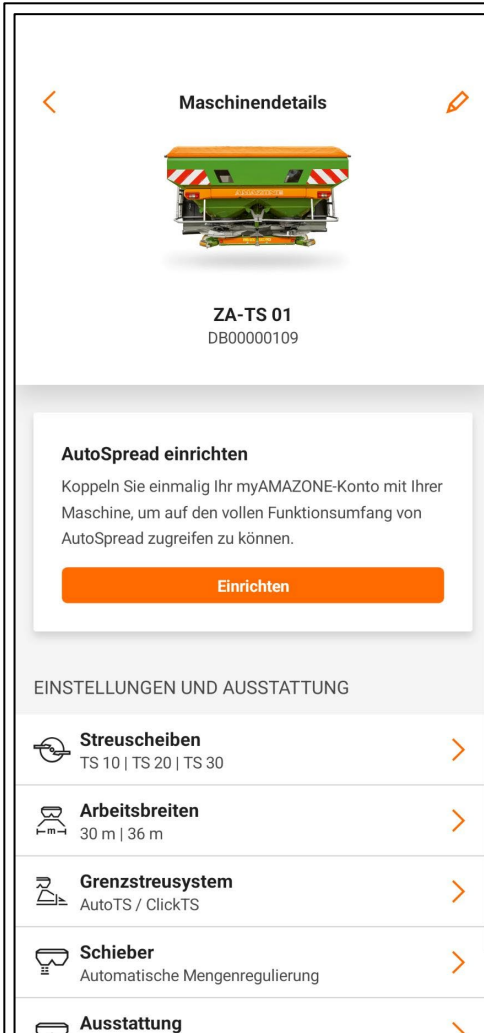 Maschinendetails
AMAZONE
ZA-TS 01
DB00000109
AutoSpread einrichten
Koppeln Sie einmalig Ihr myAMAZONE-Konto mit Ihrer
Maschine, um auf den vollen Funktionsumfang von
AutoSpread zugreifen zu können.
Einrichten
EINSTELLUNGEN UND AUSSTATTUNG
Streuscheiben
TS 10 | TS 20 | TS 30
m
Arbeitsbreiten
30 m | 36 m
Grenzstreusystem
AutoTS / ClickTS
Schieber
Automatische Mengenregulierung
Ausstattung